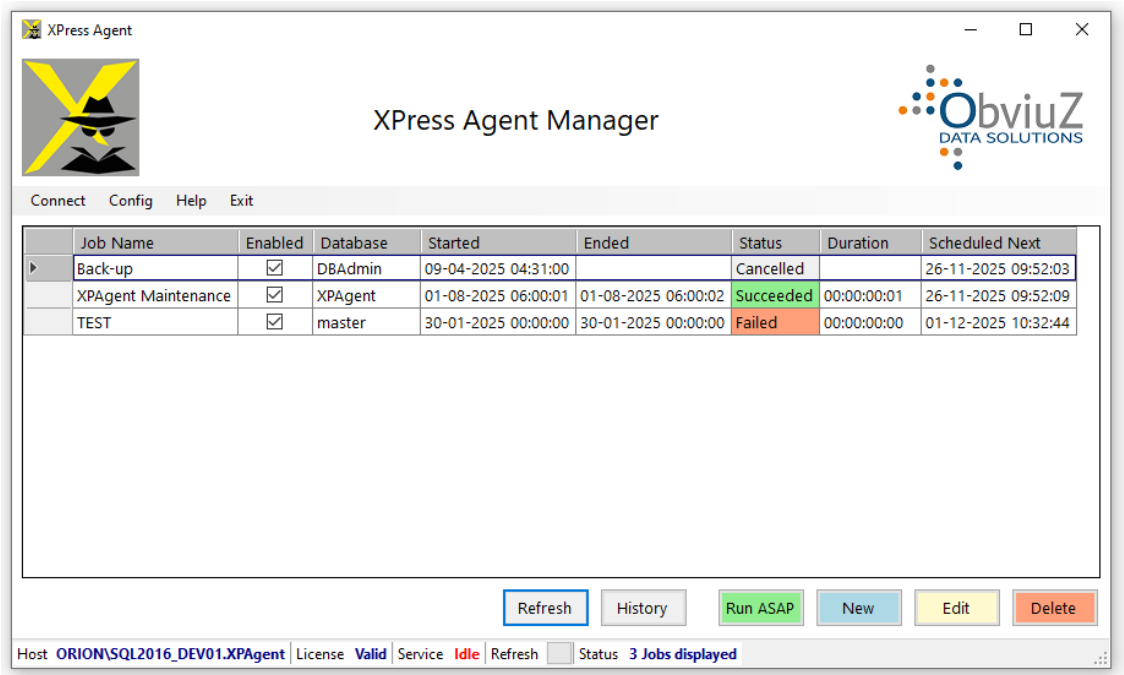 XPress Agent
XPress Agent Manager
ObviuZ
DATA SOLUTIONS
Connect Config Help Exit
Job Name Enabled Database Started Ended Status Duration Scheduled Next
Back-up DBAdmin 09-04-2025 04:31:00 Cancelled 26-11-2025 09:52:03
XPAgent Maintenance XPAgent 01-08-2025 06:00:01 01-08-2025 06:00:02 Succeeded 00:00:00:01 26-11-2025 09:52:09
TEST master 30-01-2025 00:00:00 30-01-2025 00:00:00 Failed 00:00:00:00 01-12-2025 10:32:44
Refresh History Run ASAP New Edit Delete
Host ORION\SQL2016_DEV01.XPAgent License Valid Service Idle Refresh Status 3 Jobs displayed